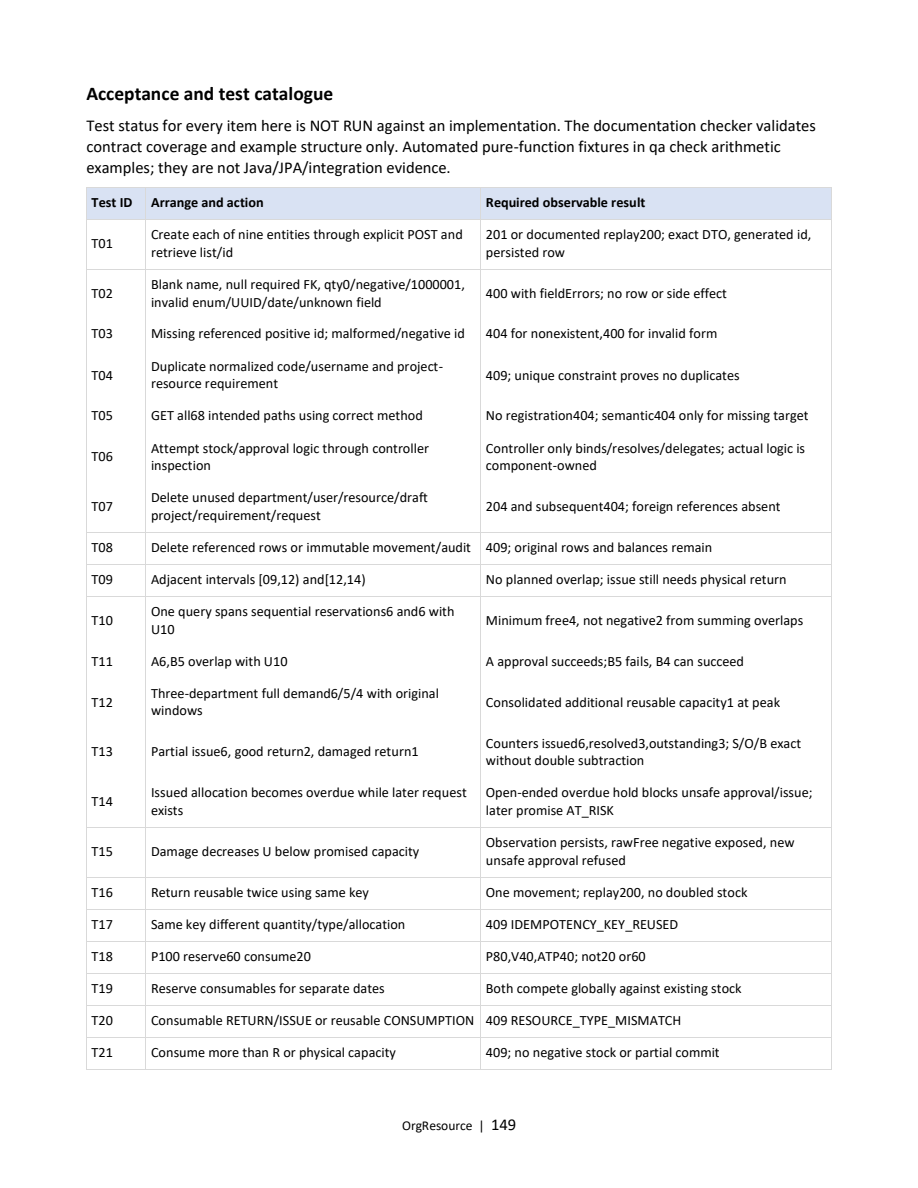 Acceptance and test catalogue
Test status for every item here is NOT RUN against an implementation. The documentation checker validates
contract coverage and example structure only. Automated pure-function fixtures in qa check arithmetic
examples; they are not Java/JPA/integration evidence.
Test ID Arrange and action Required observable result
T01 Create each of nine entities through explicit POST and
retrieve list/id
201 or documented replay200; exact DTO, generated id,
persisted row
T02 Blank name, null required FK, qty0/negative/1000001,
invalid enum/UUID/date/unknown field
400 with fieldErrors; no row or side effect
T03 Missing referenced positive id; malformed/negative id 404 for nonexistent,400 for invalid form
T04 Duplicate normalized code/username and project-
resource requirement
409; unique constraint proves no duplicates
T05 GET all68 intended paths using correct method No registration404; semantic404 only for missing target
T06 Attempt stock/approval logic through controller
inspection
Controller only binds/resolves/delegates; actual logic is
component-owned
T07 Delete unused department/user/resource/draft
project/requirement/request
204 and subsequent404; foreign references absent
T08 Delete referenced rows or immutable movement/audit 409; original rows and balances remain
T09 Adjacent intervals [09,12) and[12,14) No planned overlap; issue still needs physical return
T10 One query spans sequential reservations6 and6 with
U10
Minimum free4, not negative2 from summing overlaps
T11 A6,B5 overlap with U10 A approval succeeds;B5 fails, B4 can succeed
T12 Three-department full demand6/5/4 with original
windows
Consolidated additional reusable capacity1 at peak
T13 Partial issue6, good return2, damaged return1 Counters issued6,resolved3,outstanding3; S/O/B exact
without double subtraction
T14 Issued allocation becomes overdue while later request
exists
Open-ended overdue hold blocks unsafe approval/issue;
later promise AT_RISK
T15 Damage decreases U below promised capacity Observation persists, rawFree negative exposed, new
unsafe approval refused
T16 Return reusable twice using same key One movement; replay200, no doubled stock
T17 Same key different quantity/type/allocation 409 IDEMPOTENCY_KEY_REUSED
T18 P100 reserve60 consume20 P80,V40,ATP40; not20 or60
T19 Reserve consumables for separate dates Both compete globally against existing stock
T20 Consumable RETURN/ISSUE or reusable CONSUMPTION 409 RESOURCE_TYPE_MISMATCH
T21 Consume more than R or physical capacity 409; no negative stock or partial commit
OrgResource | 149